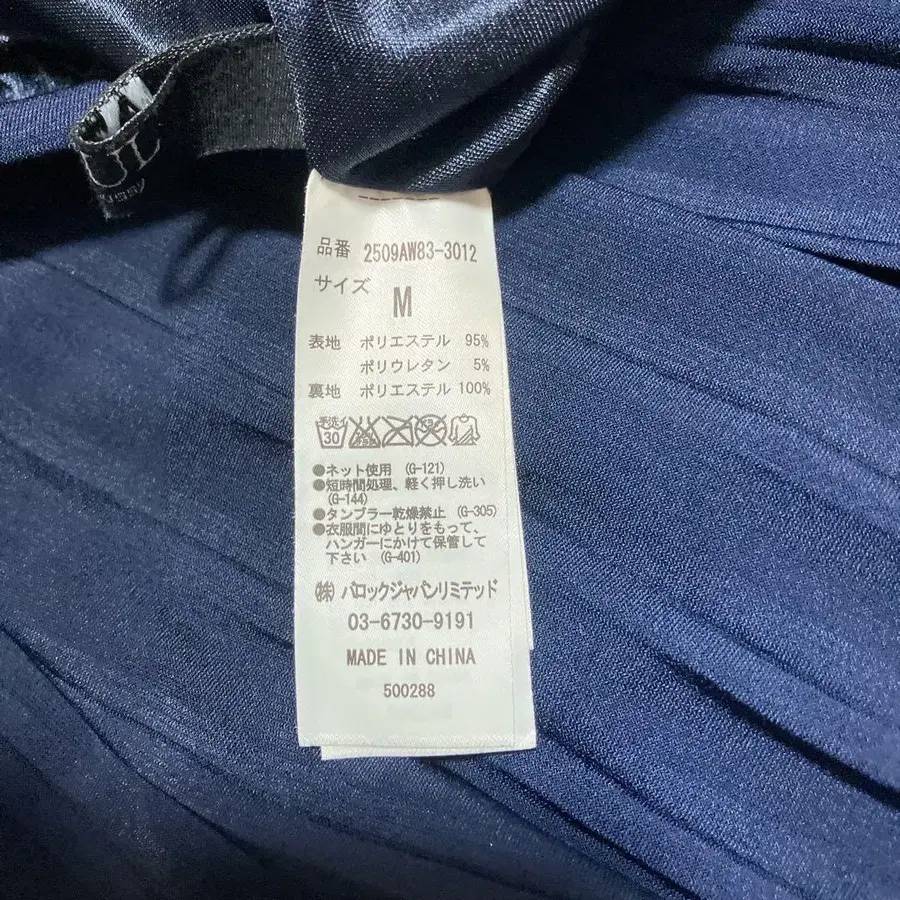 品番 2509AW83-3012
サイズ M
表地 ポリエステル 95%
ポリウレタン 5%
裏地 ポリエステル 100%
手洗イ
30
●ネット使用 (G-121)
●短時間処理、軽く押し洗い
(G-144)
●タンブラー乾燥禁止 (G-305)
●衣服間にゆとりをもって、
ハンガーにかけて保管して
下さい (G-401)
㈱ バロックジャパンリミテッド
03-6730-9191
MADE IN CHINA
500288